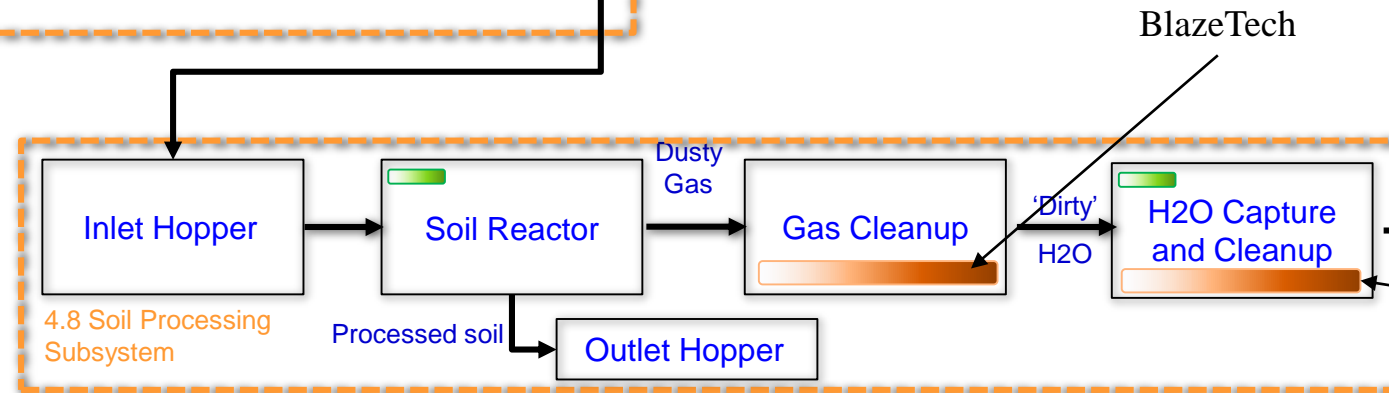 BlazeTech
Dusty
Gas
Inlet Hopper
Soil Reactor
Gas Cleanup
‘Dirty’
H2O
H2O Capture
and Cleanup
4.8 Soil Processing
Subsystem
Processed soil
Outlet Hopper